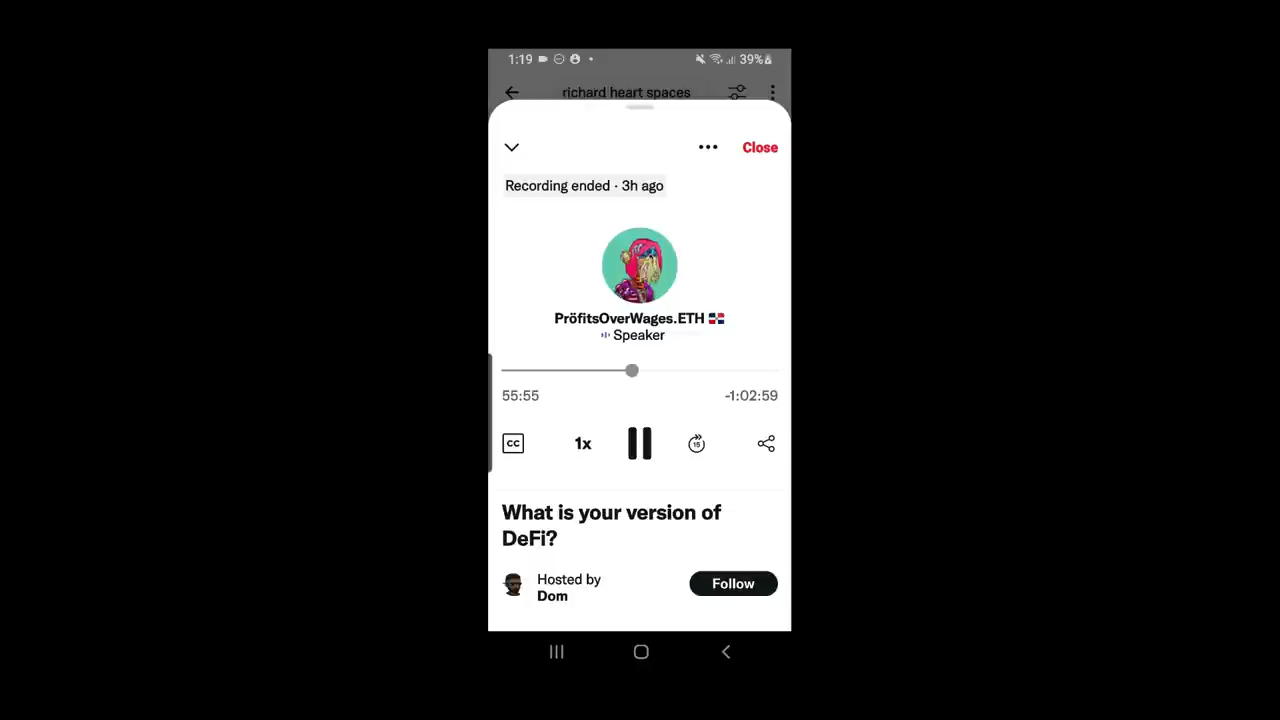 1:19 39%
richard heart spaces
Close
Recording ended · 3h ago
PröfitsOverWages.ETH
Speaker
55:55 -1:02:59
CC 1x 15
What is your version of
DeFi?
Hosted by
Dom
Follow